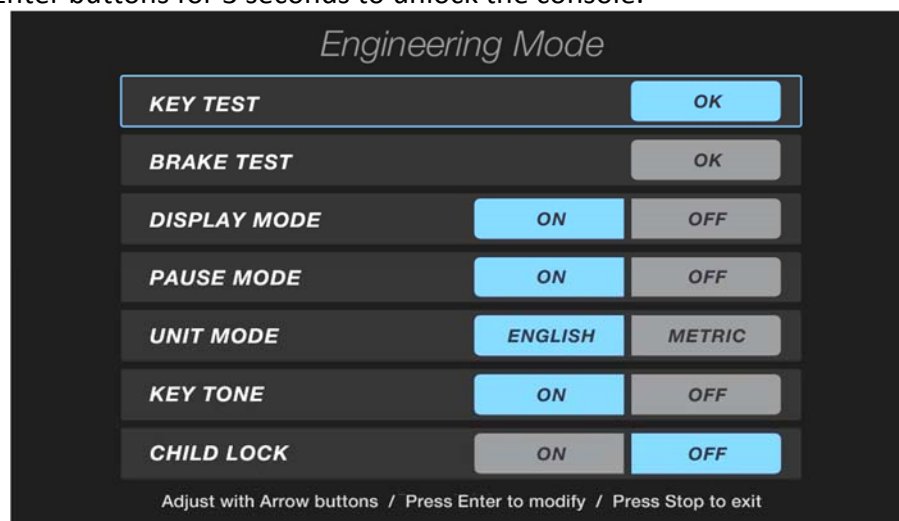 Enter buttons for 3 seconds to unlock the console.
Engineering Mode
KEY TEST OK
BRAKE TEST OK
DISPLAY MODE ON OFF
PAUSE MODE ON OFF
UNIT MODE ENGLISH METRIC
KEY TONE ON OFF
CHILD LOCK ON OFF
Adjust with Arrow buttons / Press Enter to modify / Press Stop to exit